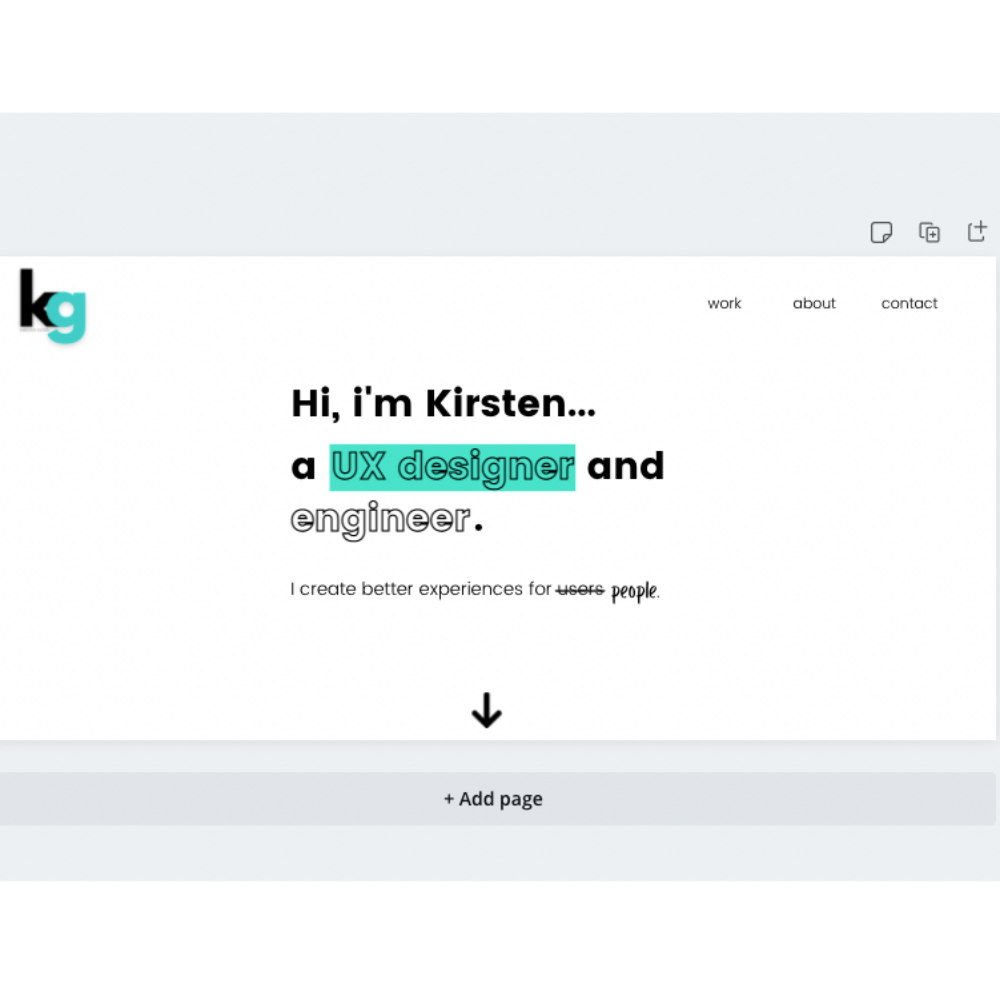 kg
work about contact
Hi, i'm Kirsten...
a UX designer and
engineer.
I create better experiences for users people.
+ Add page